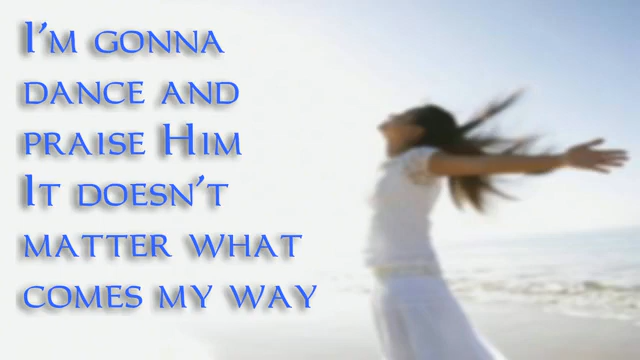 I'm gonna
dance and
praise Him
It doesn't
matter what
comes my way